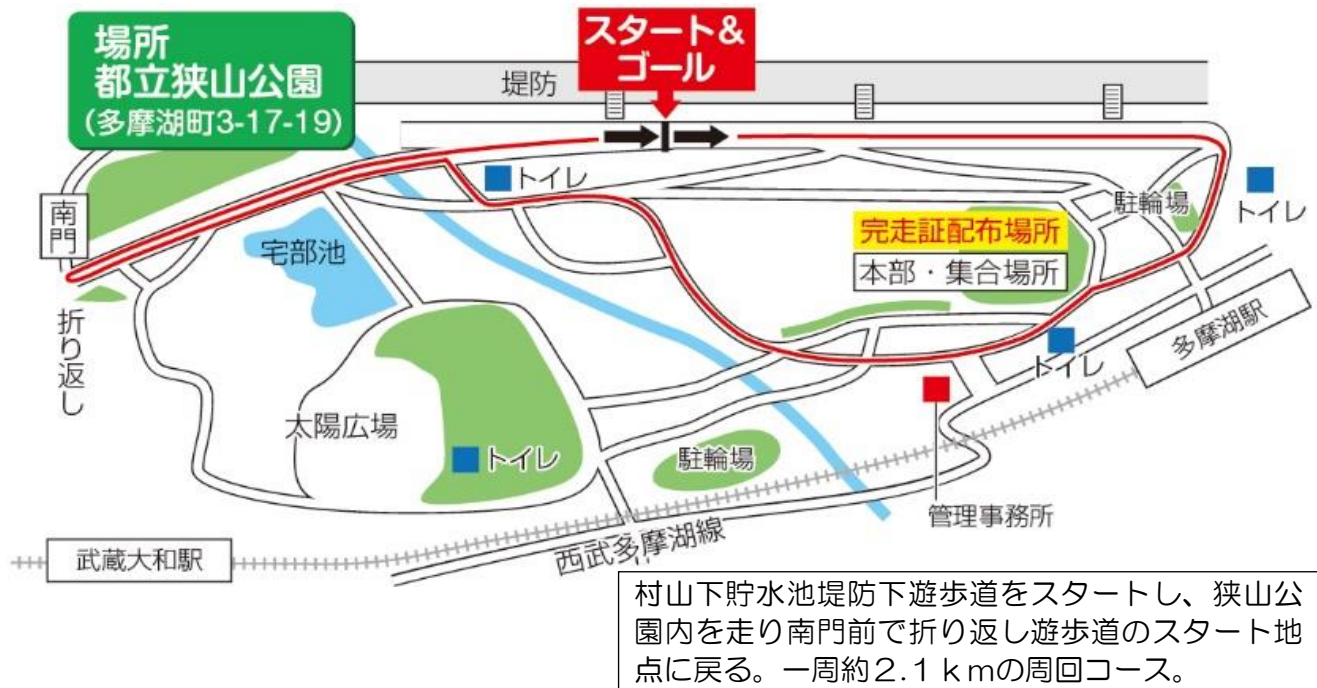 場所
都立狭山公園
(多摩湖町3-17-19)
スタート&
ゴール
堤防
トイレ
駐輪場
トイレ
南門
宅部池
完走証配布場所
本部・集合場所
折り返し
多摩湖駅
トイレ
太陽広場
トイレ
駐輪場
管理事務所
西武多摩湖線
武蔵大和駅
村山下貯水池堤防下遊歩道をスタートし、狭山公
園内を走り南門前で折り返し遊歩道のスタート地
点に戻る。一周約2.1kmの周回コース。